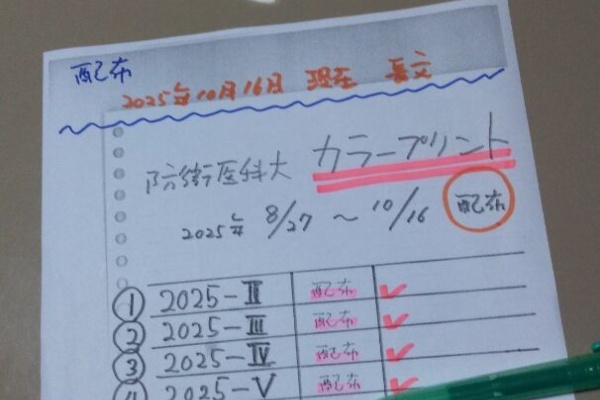 配布
2025年10月16日 現在 長文
防衛医科大 カラープリント
2025年 8/27 ～ 10/16 配布
① 2025-Ⅱ 配布 ✓
② 2025-Ⅲ 配布 ✓
③ 2025-Ⅳ 配布 ✓
④ 2025-Ⅴ 配布 ✓